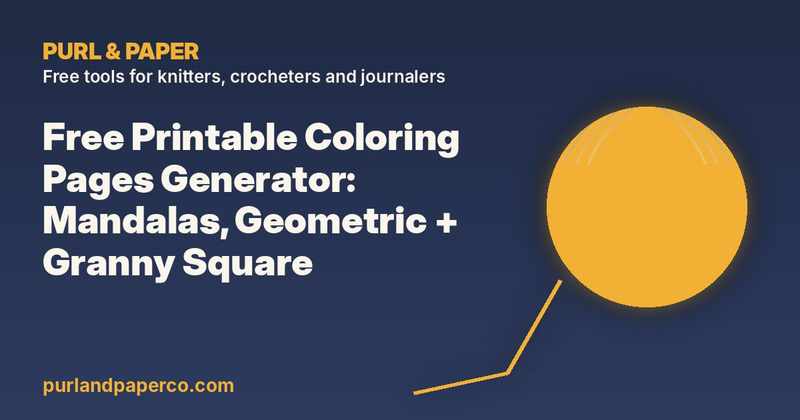 PURL & PAPER
Free tools for knitters, crocheters and journalers
Free Printable Coloring
Pages Generator:
Mandalas, Geometric +
Granny Square
purlandpaperco.com